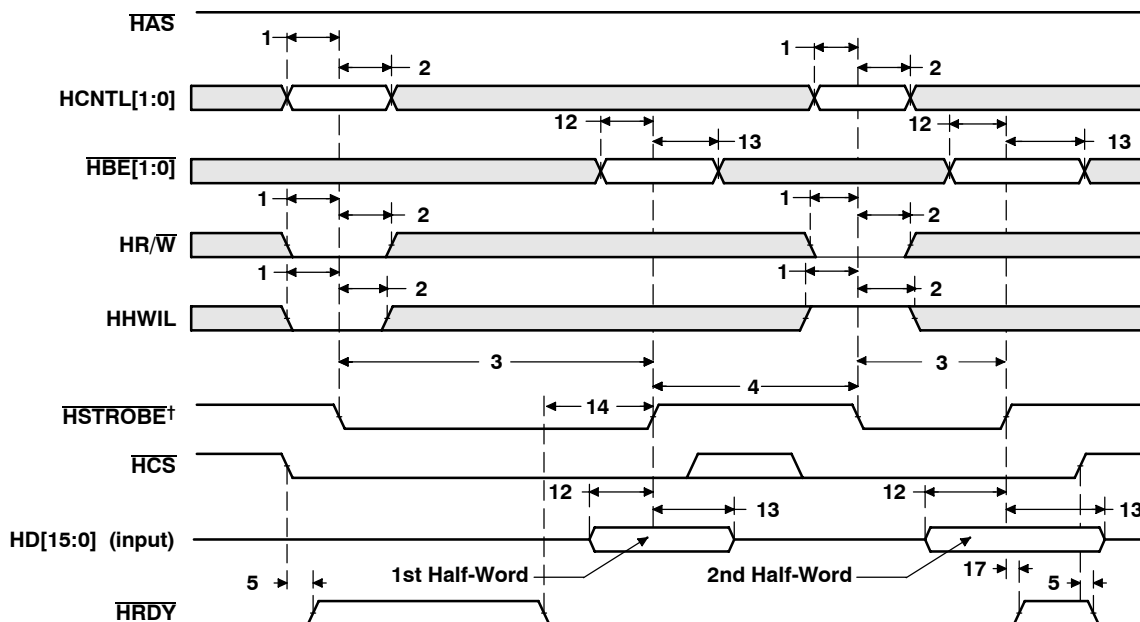 HAS
1
1
2
2
HCNTL[1:0]
12
12
13
13
HBE[1:0]
1
1
2
2
HR/W
1
1
2
2
HHWIL
3
3
4
14
HSTROBE†
HCS
12
12
13
13
HD[15:0] (input)
1st Half-Word
2nd Half-Word
5
17
5
HRDY